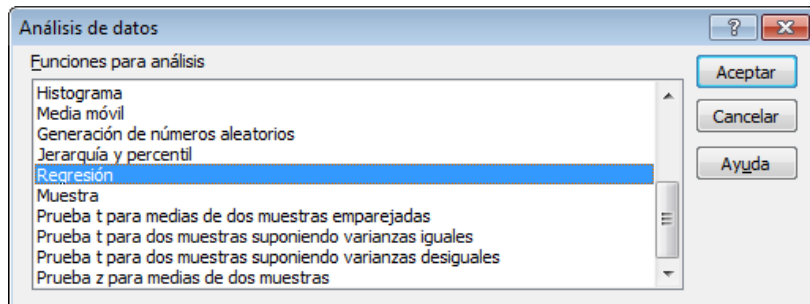 Análisis de datos
Funciones para análisis
Histograma
Media móvil
Generación de números aleatorios
Jerarquía y percentil
Regresión
Muestra
Prueba t para medias de dos muestras emparejadas
Prueba t para dos muestras suponiendo varianzas iguales
Prueba t para dos muestras suponiendo varianzas desiguales
Prueba z para medias de dos muestras
Aceptar
Cancelar
Ayuda